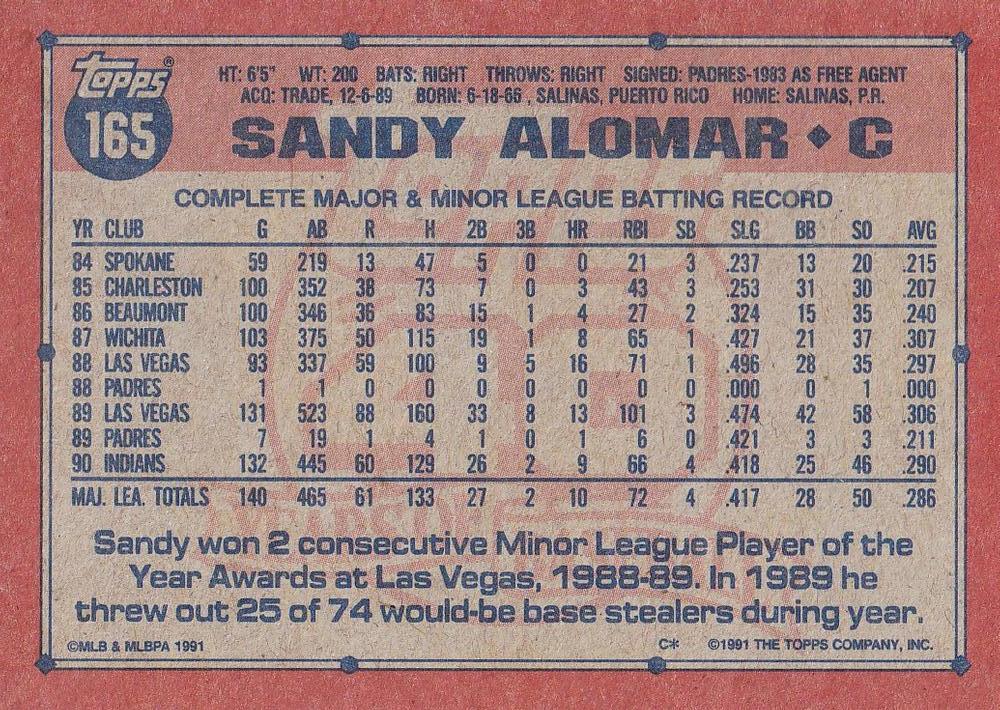 Topps®
165
HT: 6'5" WT: 200 BATS: RIGHT THROWS: RIGHT SIGNED: PADRES-1983 AS FREE AGENT
ACQ: TRADE, 12-6-89 BORN: 6-18-66, SALINAS, PUERTO RICO HOME: SALINAS, P.R.
SANDY ALOMAR ◆ C
COMPLETE MAJOR & MINOR LEAGUE BATTING RECORD
YR CLUB G AB R H 2B 3B HR RBI SB SLG BB SO AVG
84 SPOKANE 59 219 13 47 5 0 0 21 3 .237 13 20 .215
85 CHARLESTON 100 352 38 73 7 0 3 43 3 .253 31 30 .207
86 BEAUMONT 100 346 36 83 15 1 4 27 2 .324 15 35 .240
87 WICHITA 103 375 50 115 19 1 8 65 1 .427 21 37 .307
88 LAS VEGAS 93 337 59 100 9 5 16 71 1 .496 28 35 .297
88 PADRES 1 1 0 0 0 0 0 0 0 .000 0 1 .000
89 LAS VEGAS 131 523 88 160 33 8 13 101 3 .474 42 58 .306
89 PADRES 7 19 1 4 1 0 1 6 0 .421 3 3 .211
90 INDIANS 132 445 60 129 26 2 9 66 4 .418 25 46 .290
MAJ. LEA. TOTALS 140 465 61 133 27 2 10 72 4 .417 28 50 .286
Sandy won 2 consecutive Minor League Player of the
Year Awards at Las Vegas, 1988-89. In 1989 he
threw out 25 of 74 would-be base stealers during year.
©MLB & MLBPA 1991 C* ©1991 THE TOPPS COMPANY, INC.